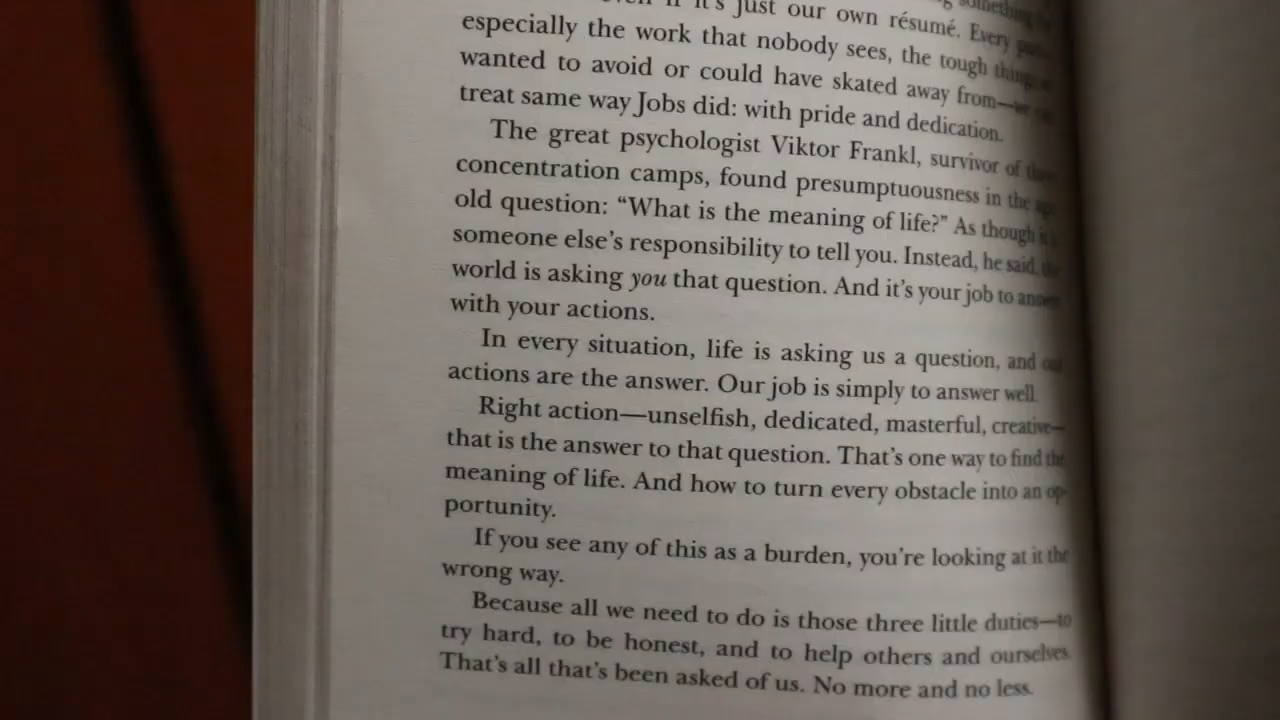 something
if it's just our own résumé. Every
especially the work that nobody sees, the tough
wanted to avoid or could have skated away from—
treat same way Jobs did: with pride and dedication.
The great psychologist Viktor Frankl, survivor of
concentration camps, found presumptuousness in the
old question: “What is the meaning of life?” As though
someone else's responsibility to tell you. Instead, he said,
world is asking you that question. And it's your job to
with your actions.
In every situation, life is asking us a question, and
actions are the answer. Our job is simply to answer well.
Right action—unselfish, dedicated, masterful, creative—
that is the answer to that question. That's one way to find the
meaning of life. And how to turn every obstacle into an op-
portunity.
If you see any of this as a burden, you're looking at it the
wrong way.
Because all we need to do is those three little duties—to
try hard, to be honest, and to help others and ourselves.
That's all that's been asked of us. No more and no less.